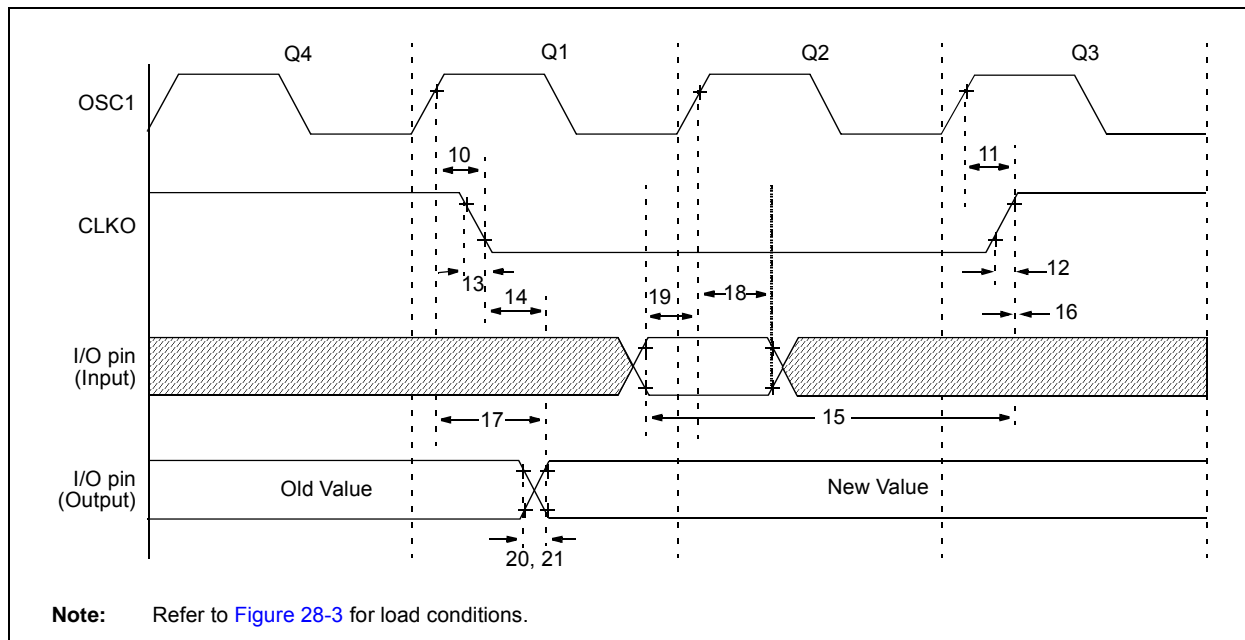 Q4 Q1 Q2 Q3
OSC1
10 11
CLKO
13 14 19 18 12
16
I/O pin
(Input)
17 15
I/O pin
(Output)
Old Value New Value
20, 21
Note: Refer to Figure 28-3 for load conditions.